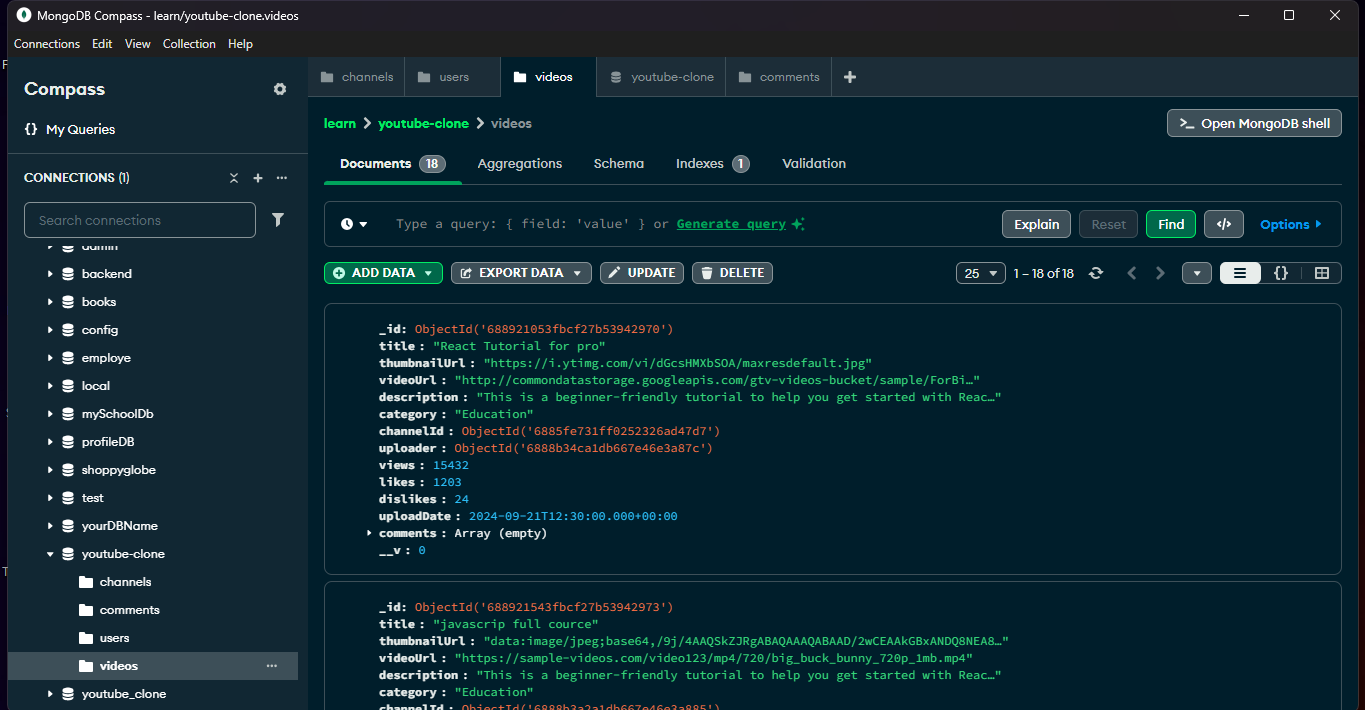 MongoDB Compass - learn/youtube-clone.videos
Connections Edit View Collection Help
Compass
{} My Queries
CONNECTIONS (1)
Search connections
admin
backend
books
config
employe
local
mySchoolDb
profileDB
shoppyglobe
test
yourDBName
youtube-clone
channels
comments
users
videos
youtube_clone
channels users videos youtube-clone comments
learn > youtube-clone > videos
>_ Open MongoDB shell
Documents 18 Aggregations Schema Indexes 1 Validation
Type a query: { field: 'value' } or Generate query
Explain Reset Find </> Options
ADD DATA EXPORT DATA UPDATE DELETE
25 1 – 18 of 18 {}
_id: ObjectId('688921053fbcf27b53942970')
title : "React Tutorial for pro"
thumbnailUrl : "https://i.ytimg.com/vi/dGcsHMXbSOA/maxresdefault.jpg"
videoUrl : "http://commondatastorage.googleapis.com/gtv-videos-bucket/sample/ForBi…"
description : "This is a beginner-friendly tutorial to help you get started with Reac…"
category : "Education"
channelId : ObjectId('6885fe731ff0252326ad47d7')
uploader : ObjectId('6888b34ca1db667e46e3a87c')
views : 15432
likes : 1203
dislikes : 24
uploadDate : 2024-09-21T12:30:00.000+00:00
comments : Array (empty)
__v : 0
_id: ObjectId('688921543fbcf27b53942973')
title : "javascrip full cource"
thumbnailUrl : "data:image/jpeg;base64,/9j/4AAQSkZJRgABAQAAAQABAAD/2wCEAAkGBxANDQ8NEA8…"
videoUrl : "https://sample-videos.com/video123/mp4/720/big_buck_bunny_720p_1mb.mp4"
description : "This is a beginner-friendly tutorial to help you get started with Reac…"
category : "Education"
channelId : ObjectId('6888b3a2a1db667e46e3a885')